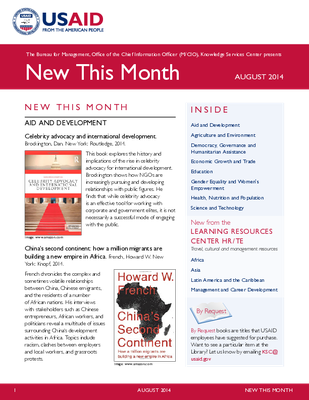 USAID
FROM THE AMERICAN PEOPLE
The Bureau for Management, Office of the Chief Information Officer (M/CIO), Knowledge Services Center presents
New This Month
AUGUST 2014
NEW THIS MONTH
AID AND DEVELOPMENT
Celebrity advocacy and international development.
Brockington, Dan. New York: Routledge, 2014.
This book explores the history and
implications of the rise in celebrity
advocacy for international development.
Brockington shows how NGOs are
increasingly pursuing and developing
relationships with public figures. He
finds that while celebrity advocacy
is an effective tool for working with
corporate and government elites, it is not
necessarily a successful mode of engaging
with the public.
CELEBRITY ADVOCACY
AND INTERNATIONAL
DEVELOPMENT
China's second continent: how a million migrants are
building a new empire in Africa. French, Howard W. New
York: Knopf, 2014.
French chronicles the complex and
sometimes volatile relationships
between China, Chinese emigrants,
and the residents of a number
of African nations. His interviews
with stakeholders such as Chinese
entrepreneurs, African workers, and
politicians reveal a multitude of issues
surrounding China's development
activities in Africa. Topics include
racism, clashes between employers
and local workers, and grassroots
protests.
Howard W.
French
China's
Second
Continent
How a million migrants are
building a new empire in Africa
INSIDE
Aid and Development
Agriculture and Environment
Democracy, Governance and
Humanitarian Assistance
Economic Growth and Trade
Education
Gender Equality and Women's
Empowerment
Health, Nutrition and Population
Science and Technology
New from the
LEARNING RESOURCES
CENTER HR/TE
Travel, cultural and management resources
Africa
Asia
Latin America and the Caribbean
Management and Career Development
By Request
By Request books are titles that USAID
employees have suggested for purchase.
Want to see a particular item at the
Library? Let us know by emailing KSC@
usaid.gov
1
AUGUST 2014
NEW THIS MONTH